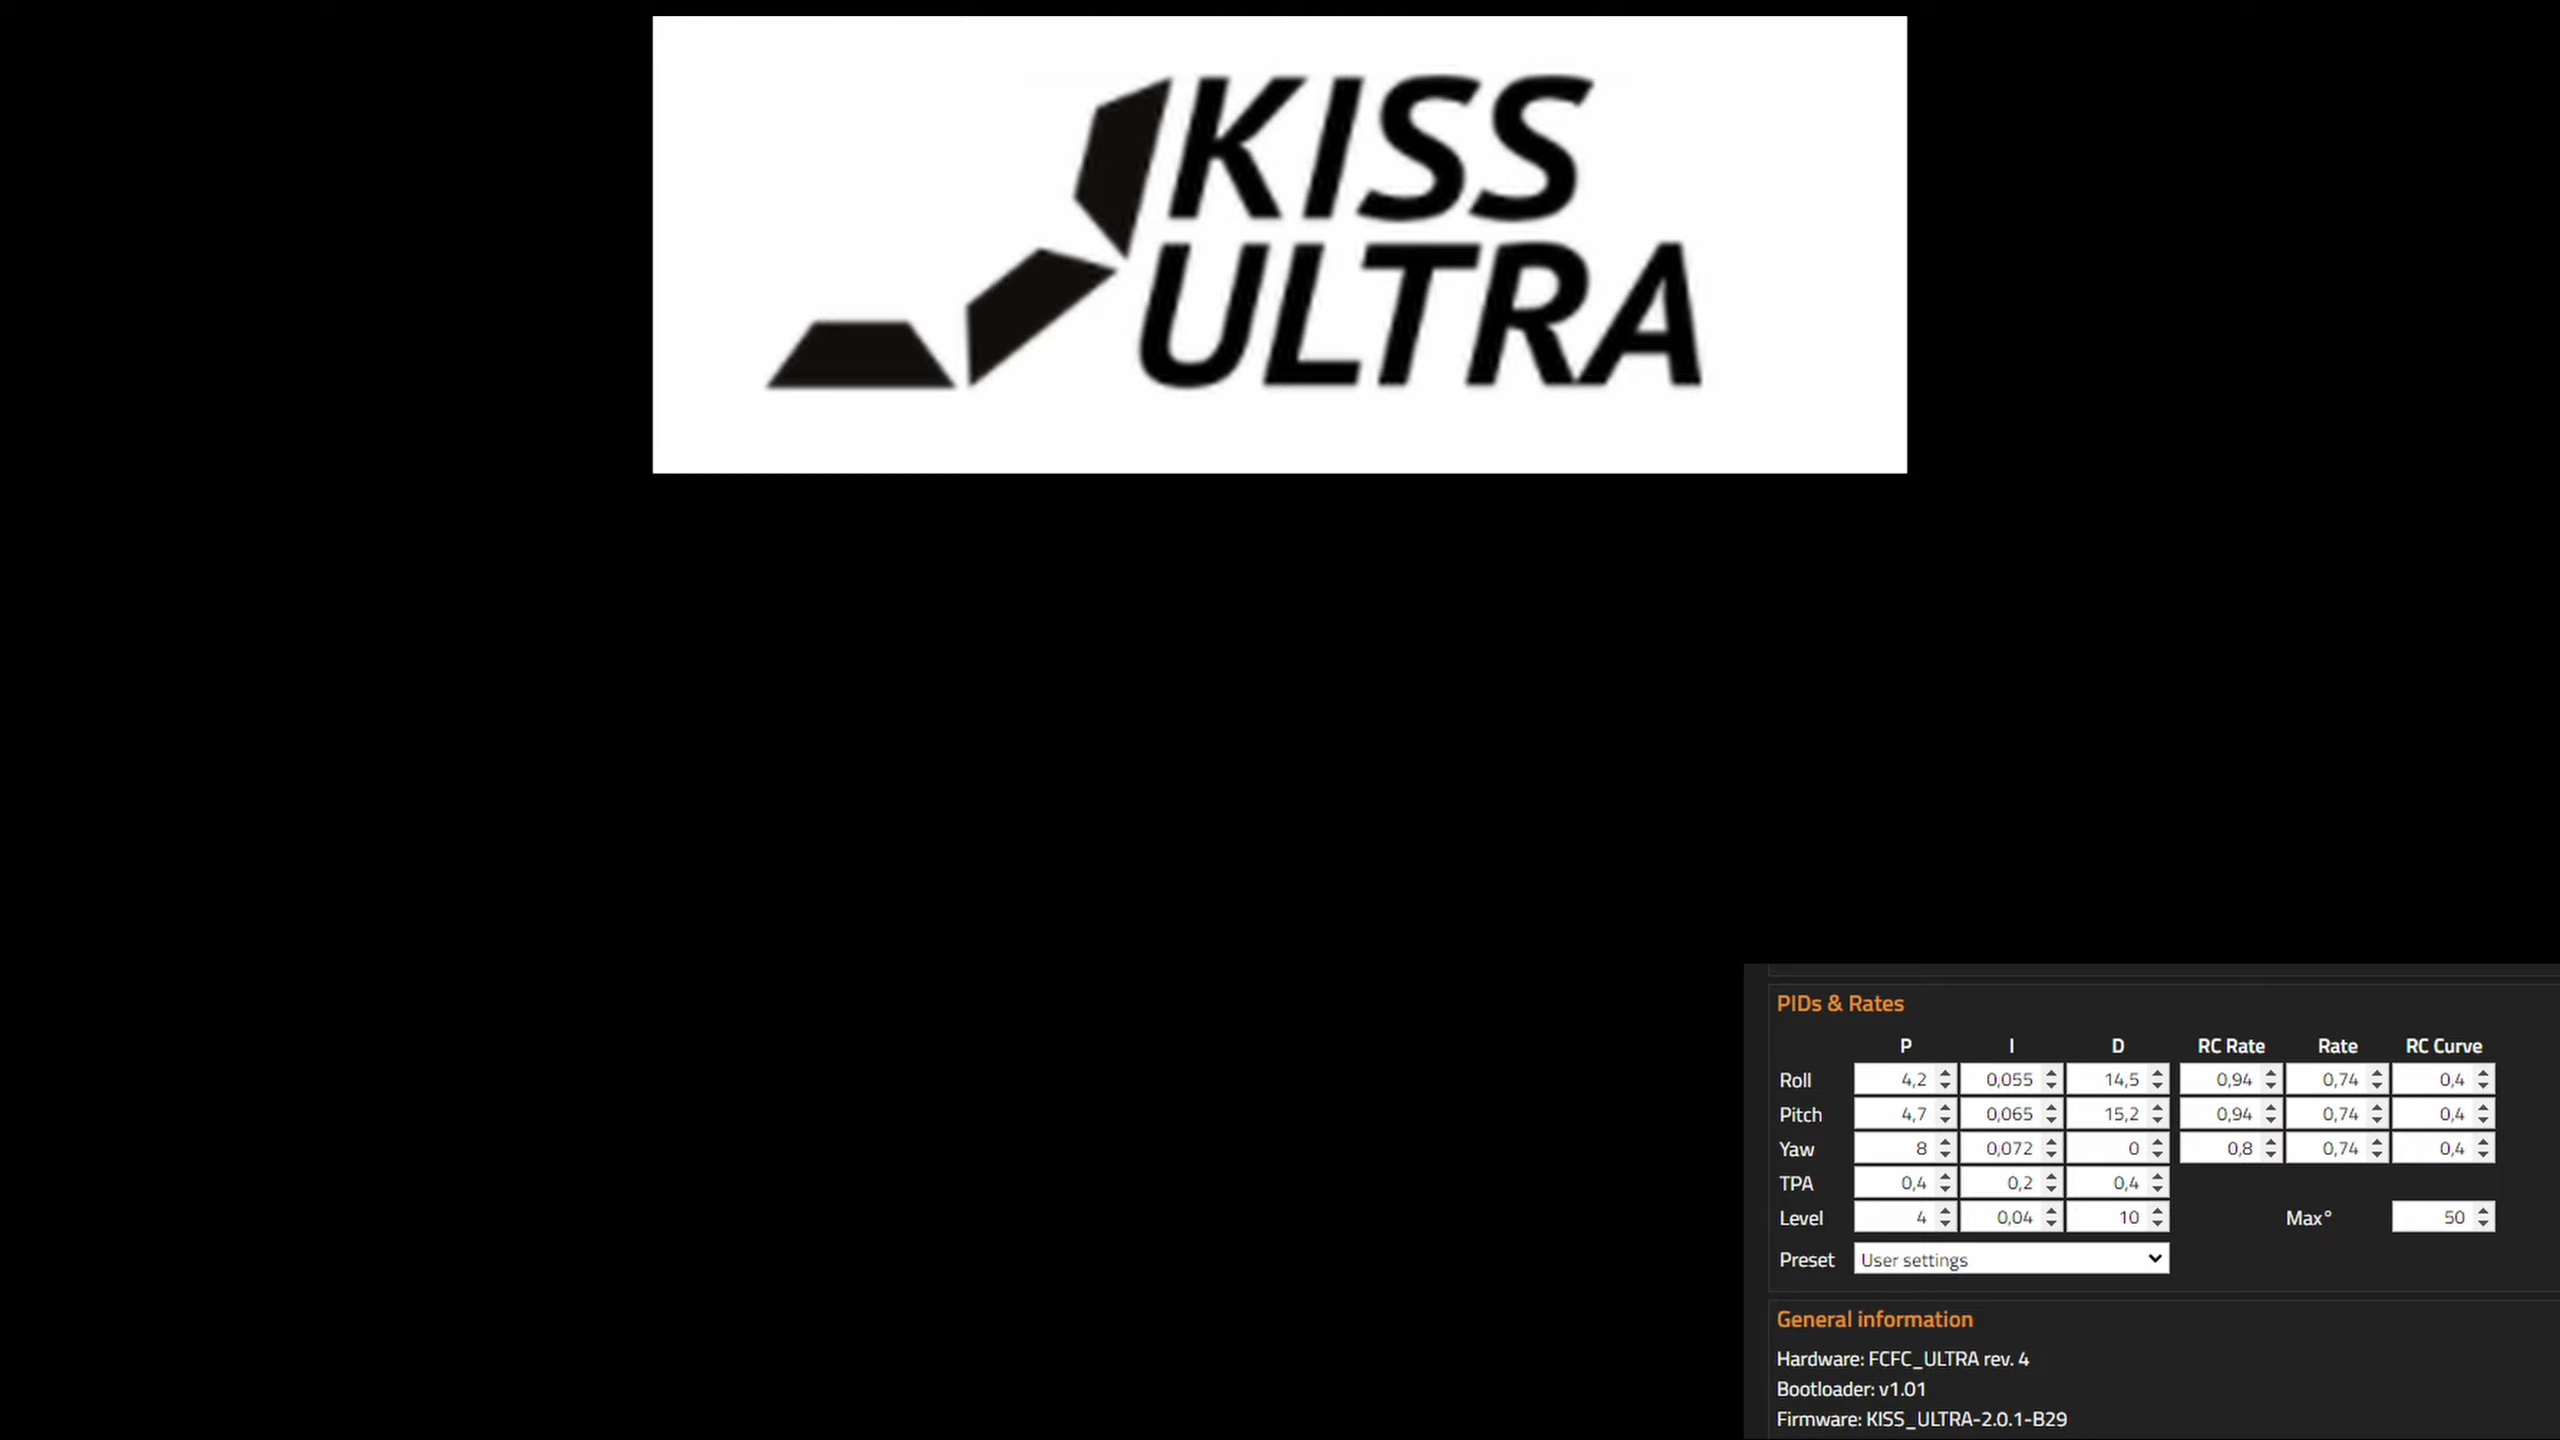 KISS
ULTRA
PIDs & Rates
P I D RC Rate Rate RC Curve
Roll 4,2 0,055 14,5 0,94 0,74 0,4
Pitch 4,7 0,065 15,2 0,94 0,74 0,4
Yaw 8 0,072 0 0,8 0,74 0,4
TPA 0,4 0,2 0,4
Level 4 0,04 10 Max° 50
Preset User settings
General information
Hardware: FCFC_ULTRA rev. 4
Bootloader: v1.01
Firmware: KISS_ULTRA-2.0.1-B29